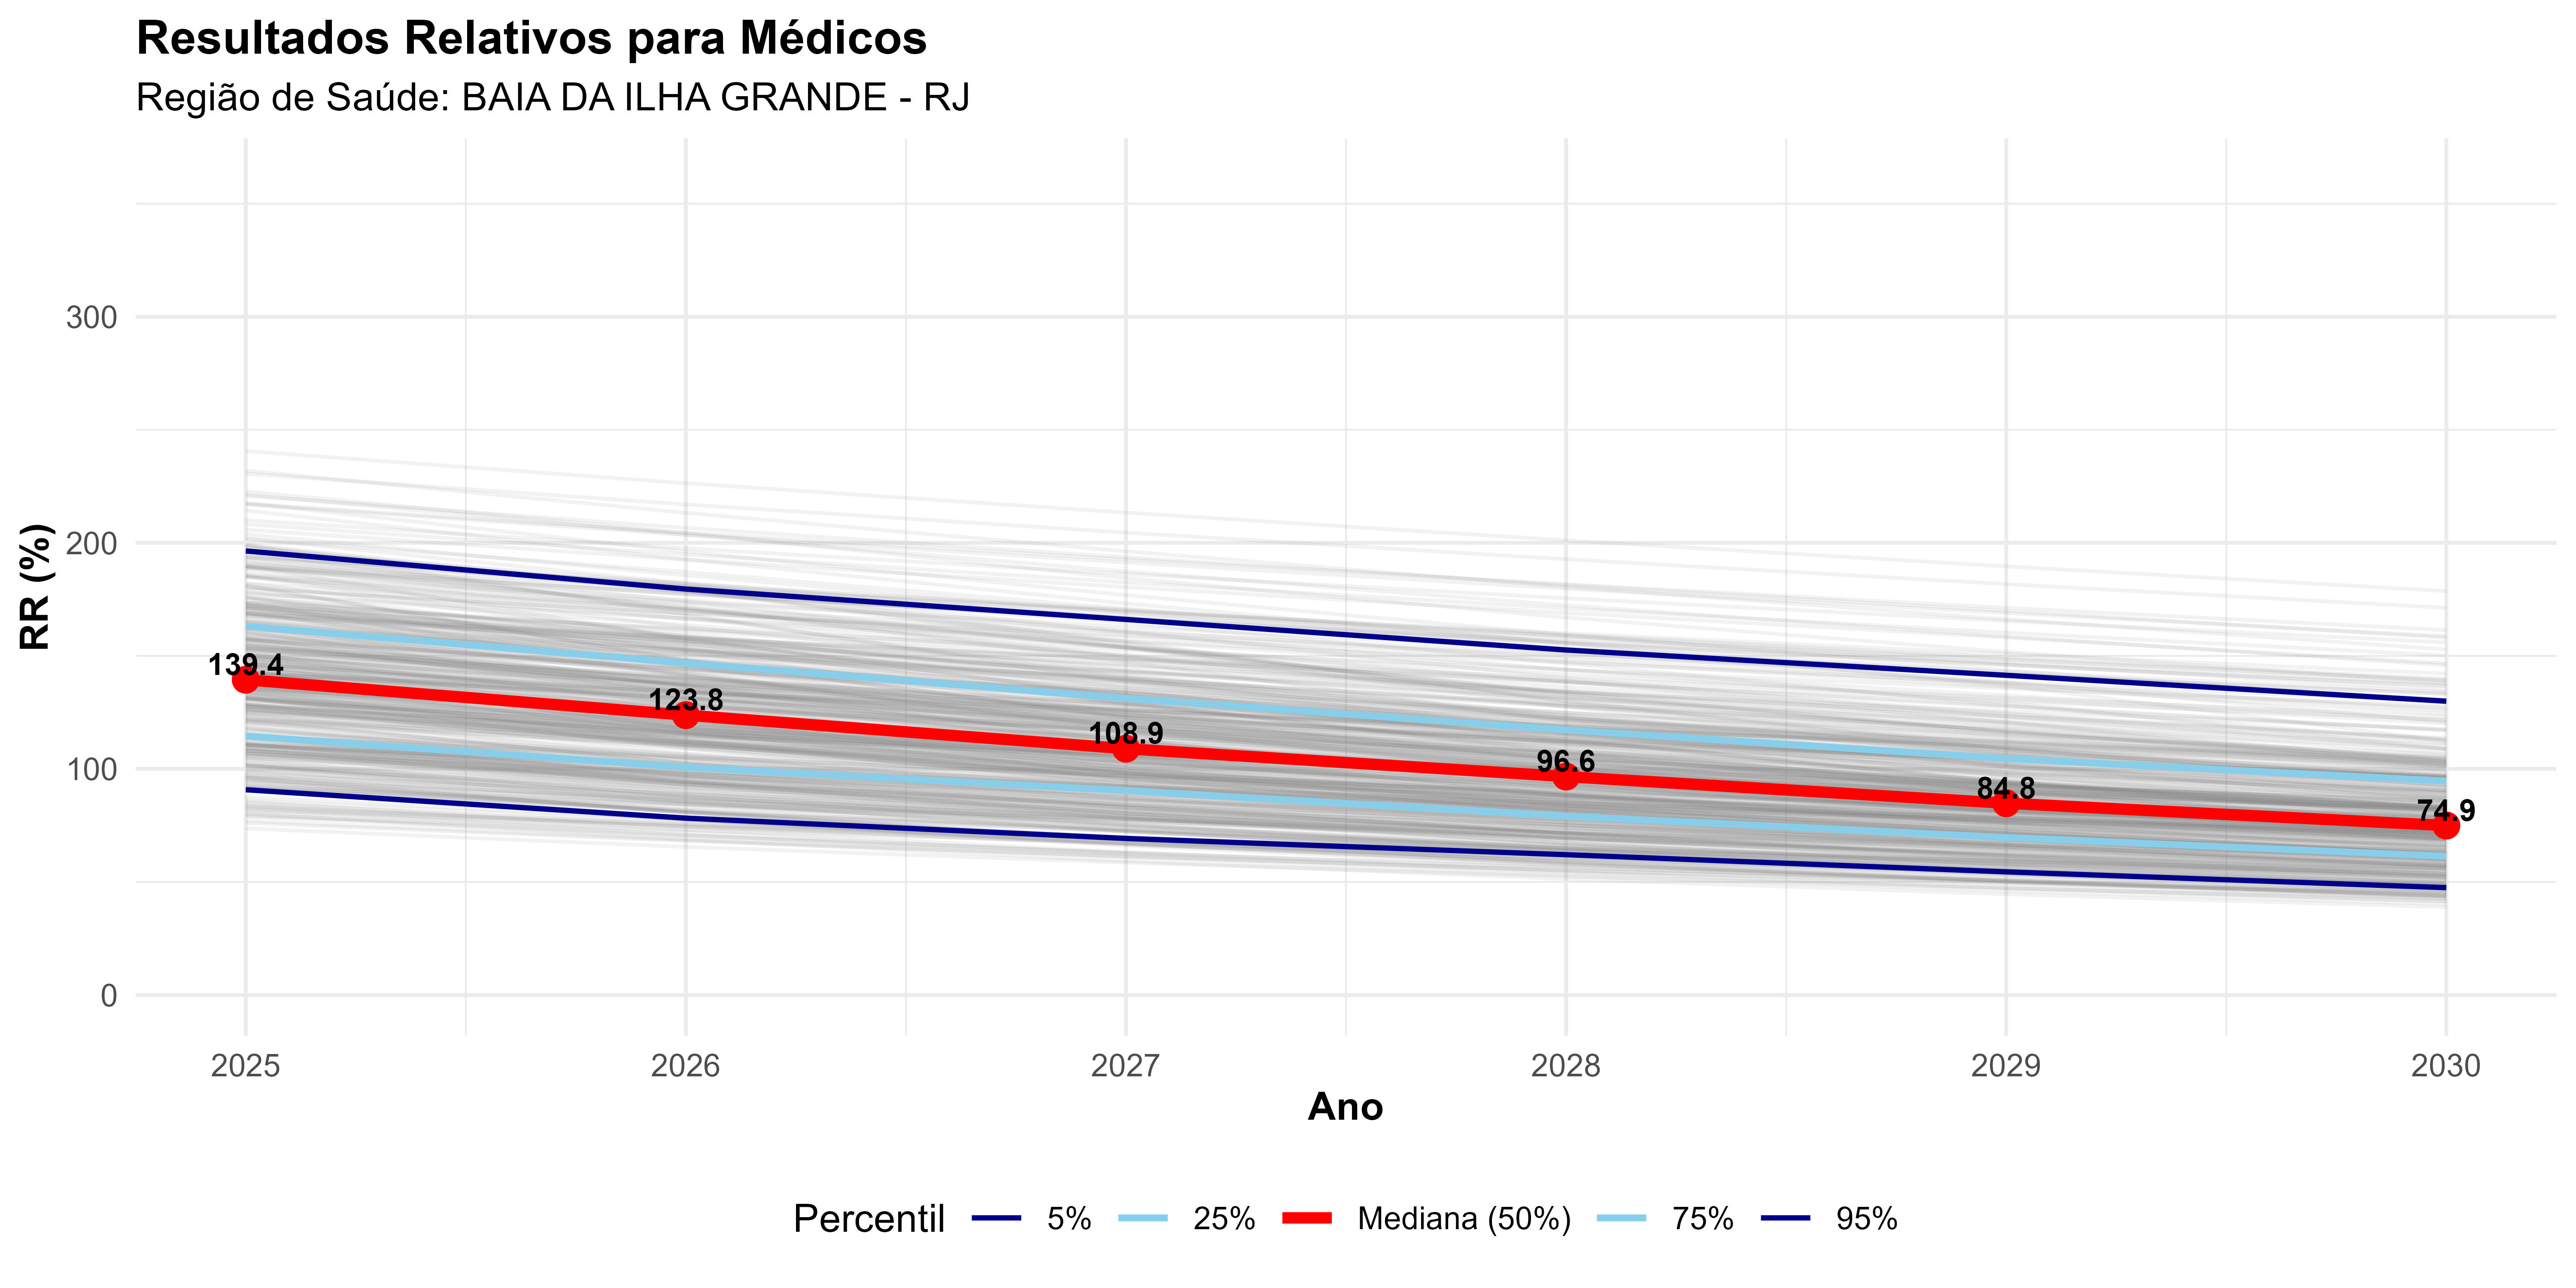 Resultados Relativos para Médicos
Região de Saúde: BAIA DA ILHA GRANDE - RJ
RR (%)
300
200
100
0
139.4
123.8
108.9
96.6
84.8
74.9
2025 2026 2027 2028 2029 2030
Ano
Percentil 5% 25% Mediana (50%) 75% 95%